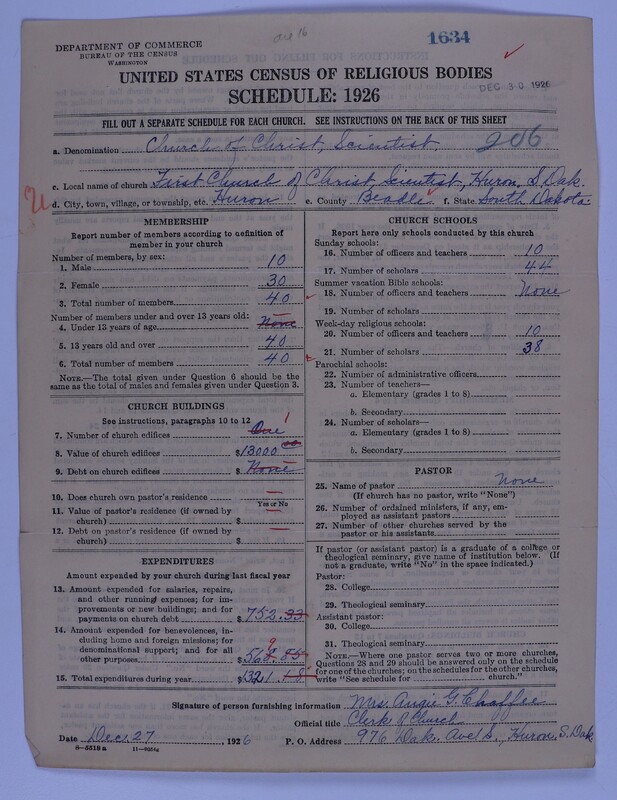 au 16
1634
DEPARTMENT OF COMMERCE
BUREAU OF THE CENSUS
WASHINGTON
UNITED STATES CENSUS OF RELIGIOUS BODIES
DEC 30 1926
SCHEDULE: 1926
FILL OUT A SEPARATE SCHEDULE FOR EACH CHURCH. SEE INSTRUCTIONS ON THE BACK OF THIS SHEET
a. Denomination Church of Christ, Scientist. 206
c. Local name of church First Church of Christ, Scientist, Huron, S. Dak.
d. City, town, village, or township, etc. Huron e. County Beadle f. State South Dakota.
MEMBERSHIP
Report number of members according to definition of
member in your church
Number of members, by sex:
1. Male 10
2. Female 30
3. Total number of members 40
Number of members under and over 13 years old:
4. Under 13 years of age None
5. 13 years old and over 40
6. Total number of members 40
NOTE.—The total given under Question 6 should be the
same as the total of males and females given under Question 3.
CHURCH BUILDINGS
See instructions, paragraphs 10 to 12
7. Number of church edifices One 1
8. Value of church edifices $13000 00
9. Debt on church edifices $ None
10. Does church own pastor's residence
Yes or No
11. Value of pastor's residence (if owned by
church) $
12. Debt on pastor's residence (if owned by
church) $
EXPENDITURES
Amount expended by your church during last fiscal year
13. Amount expended for salaries, repairs,
and other running expenses; for im-
provements or new buildings; and for
payments on church debt $752.33
14. Amount expended for benevolences, in-
cluding home and foreign missions; for
denominational support; and for all
other purposes $568.85
9
15. Total expenditures during year $1321.18
CHURCH SCHOOLS
Report here only schools conducted by this church
Sunday schools:
16. Number of officers and teachers 10
17. Number of scholars 44
Summer vacation Bible schools:
18. Number of officers and teachers None
19. Number of scholars
Week-day religious schools:
20. Number of officers and teachers 10
21. Number of scholars 38
Parochial schools:
22. Number of administrative officers
23. Number of teachers—
a. Elementary (grades 1 to 8)
b. Secondary
24. Number of scholars—
a. Elementary (grades 1 to 8)
b. Secondary
PASTOR
25. Name of pastor None
(If church has no pastor, write "None")
26. Number of ordained ministers, if any, em-
ployed as assistant pastors
27. Number of other churches served by the
pastor or his assistants
If pastor (or assistant pastor) is a graduate of a college or
theological seminary, give name of institution below. (If
not a graduate, write "No" in the space indicated.)
Pastor:
28. College
29. Theological seminary
Assistant pastor:
30. College
31. Theological seminary
NOTE.—Where one pastor serves two or more churches,
Questions 28 and 29 should be answered only on the schedule
for one of the churches; on the schedules for the other churches,
write "See schedule for church."
Signature of person furnishing information Mrs. Angie G. Chaffee
Official title Clerk of Church
Date Dec. 27, 1926 P. O. Address 976 Dak. Ave. S., Huron, S. Dak
8—5518 a 11—9064